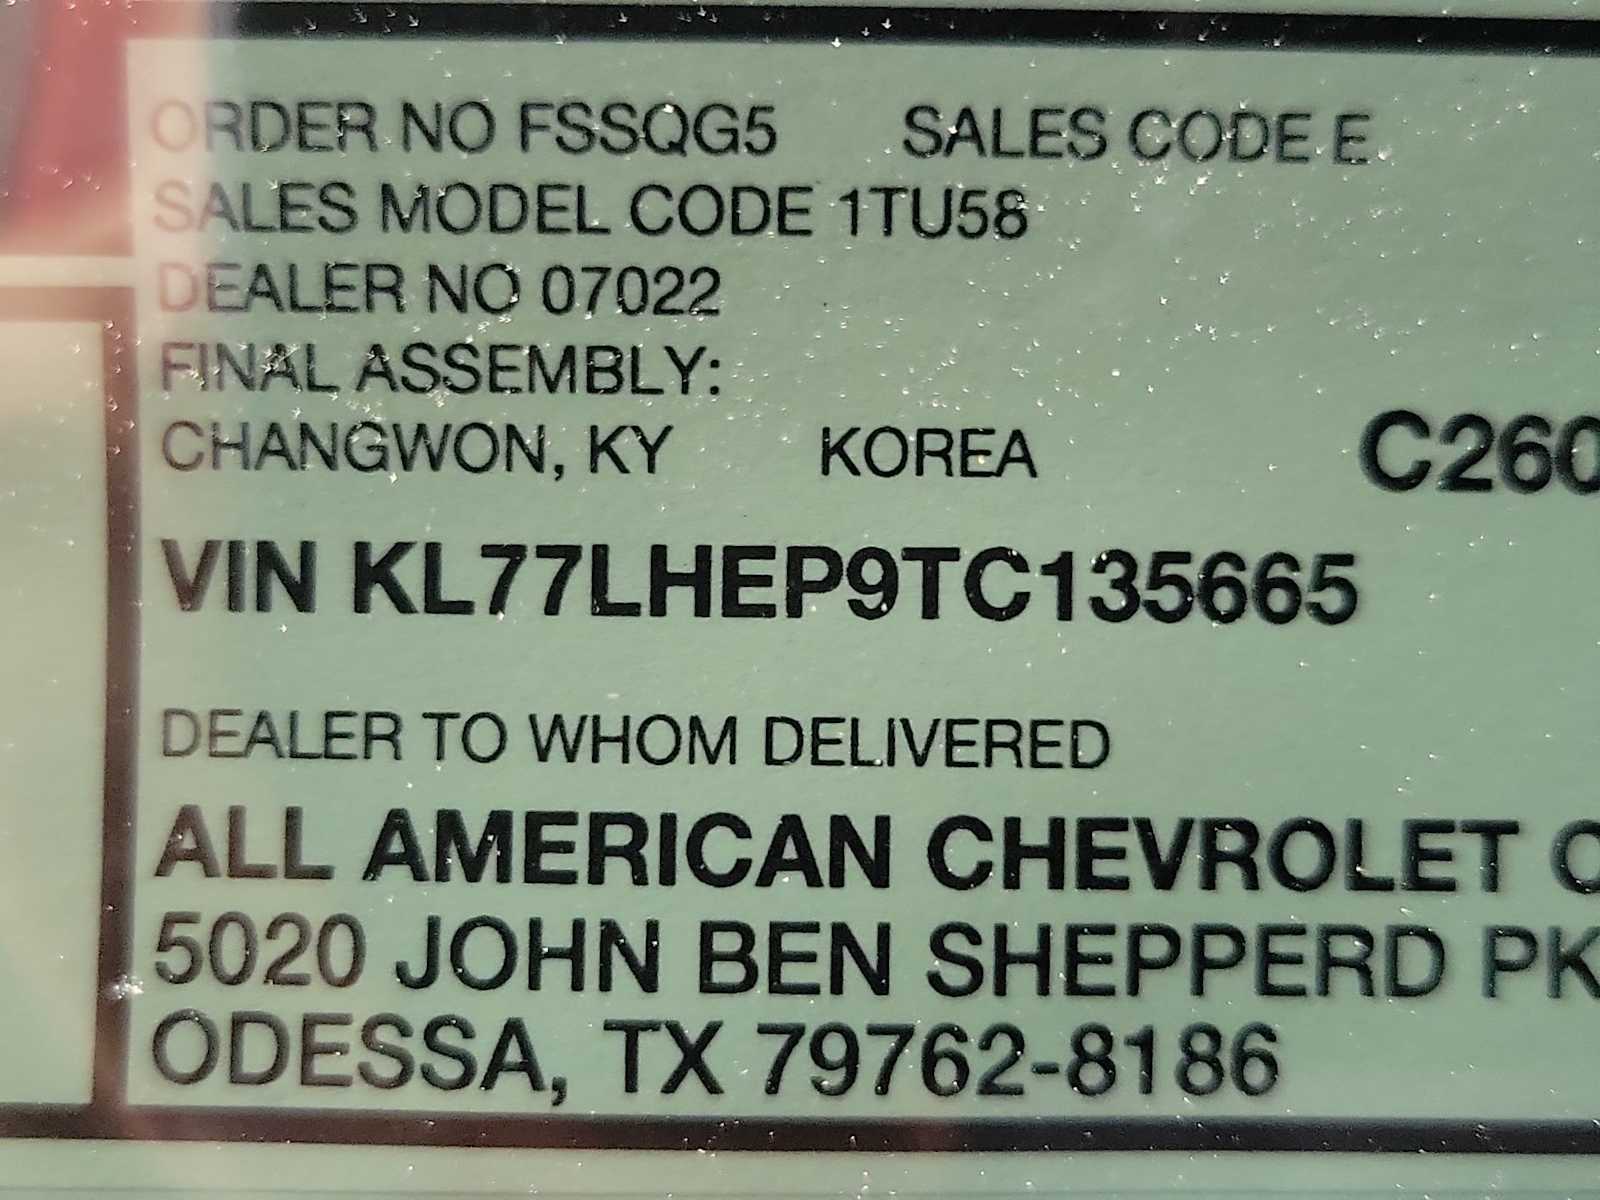 ORDER NO FSSQG5 SALES CODE E
SALES MODEL CODE 1TU58
DEALER NO 07022
FINAL ASSEMBLY:
CHANGWON, KY KOREA C260
VIN KL77LHEP9TC135665
DEALER TO WHOM DELIVERED
ALL AMERICAN CHEVROLET O
5020 JOHN BEN SHEPPERD PK
ODESSA, TX 79762-8186